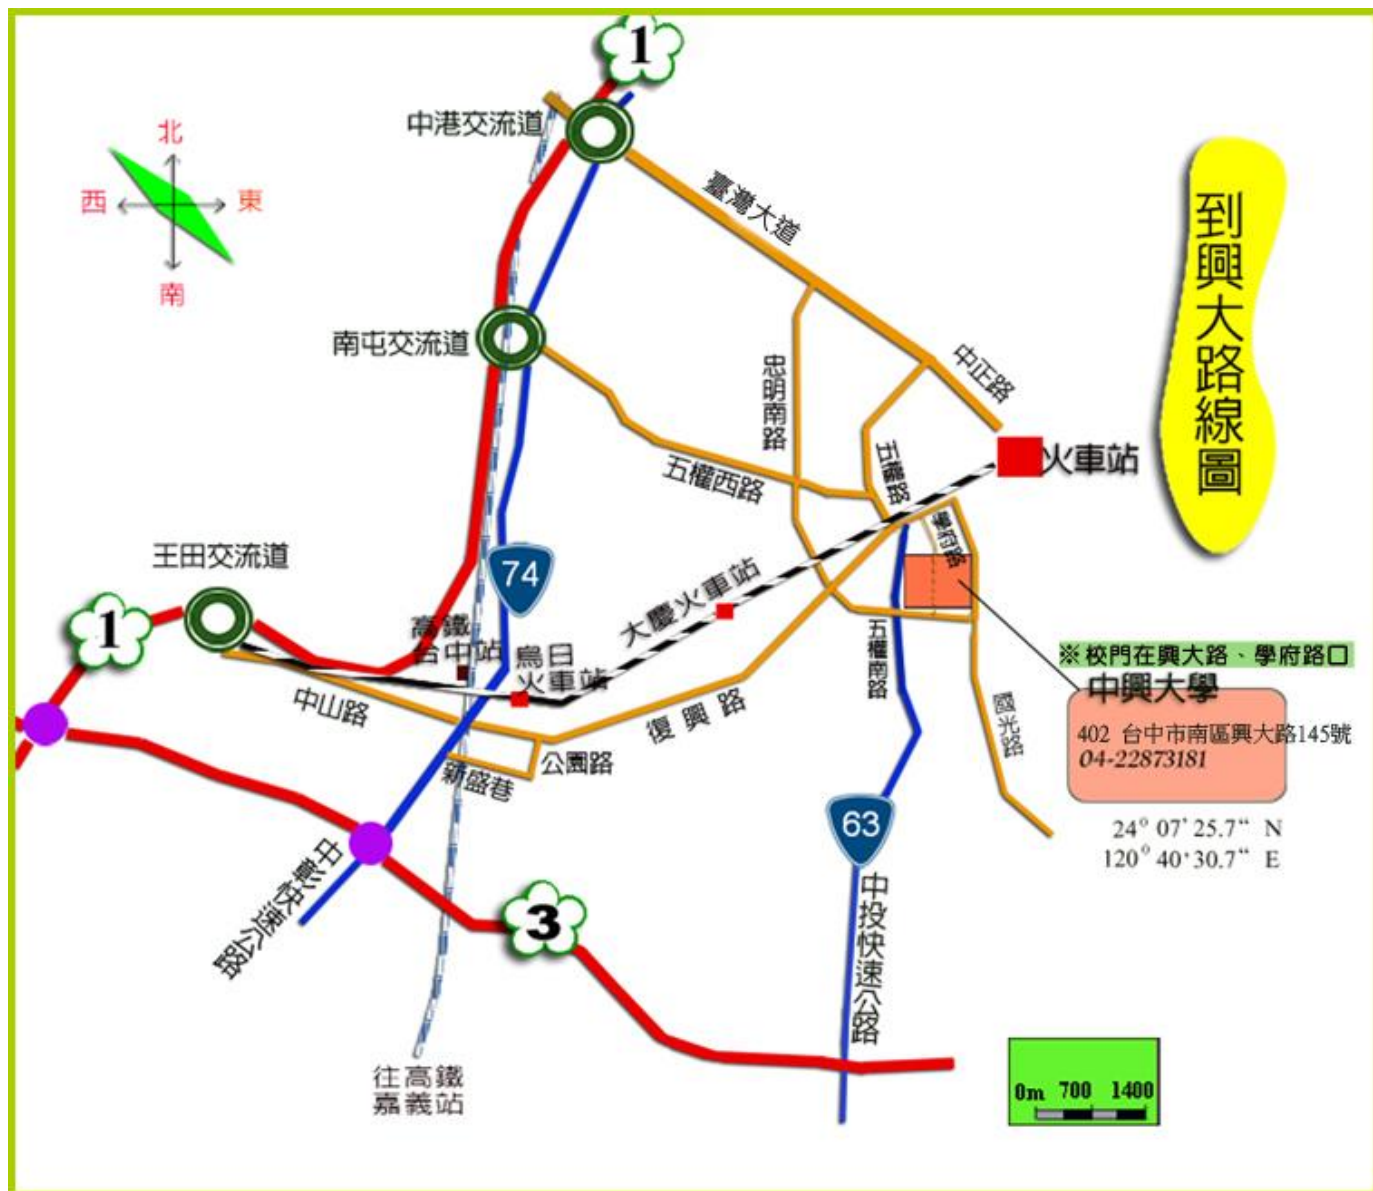 1
中港交流道
北
西
東
南
臺灣大道
到興大路線圖
南屯交流道
中正路
忠明南路
五權路
火車站
五權西路
學府路
王田交流道
74
大慶火車站
1
高鐵
台中站
烏日
火車站
五權南路
※校門在興大路、學府路口
中興大學
402 台中市南區興大路145號
04-22873181
中山路
復興路
國光路
公園路
新盛巷
63
24° 07' 25.7“ N
120° 40' 30.7“ E
中彰快速公路
3
中投快速公路
往高鐵
嘉義站
0m 700 1400